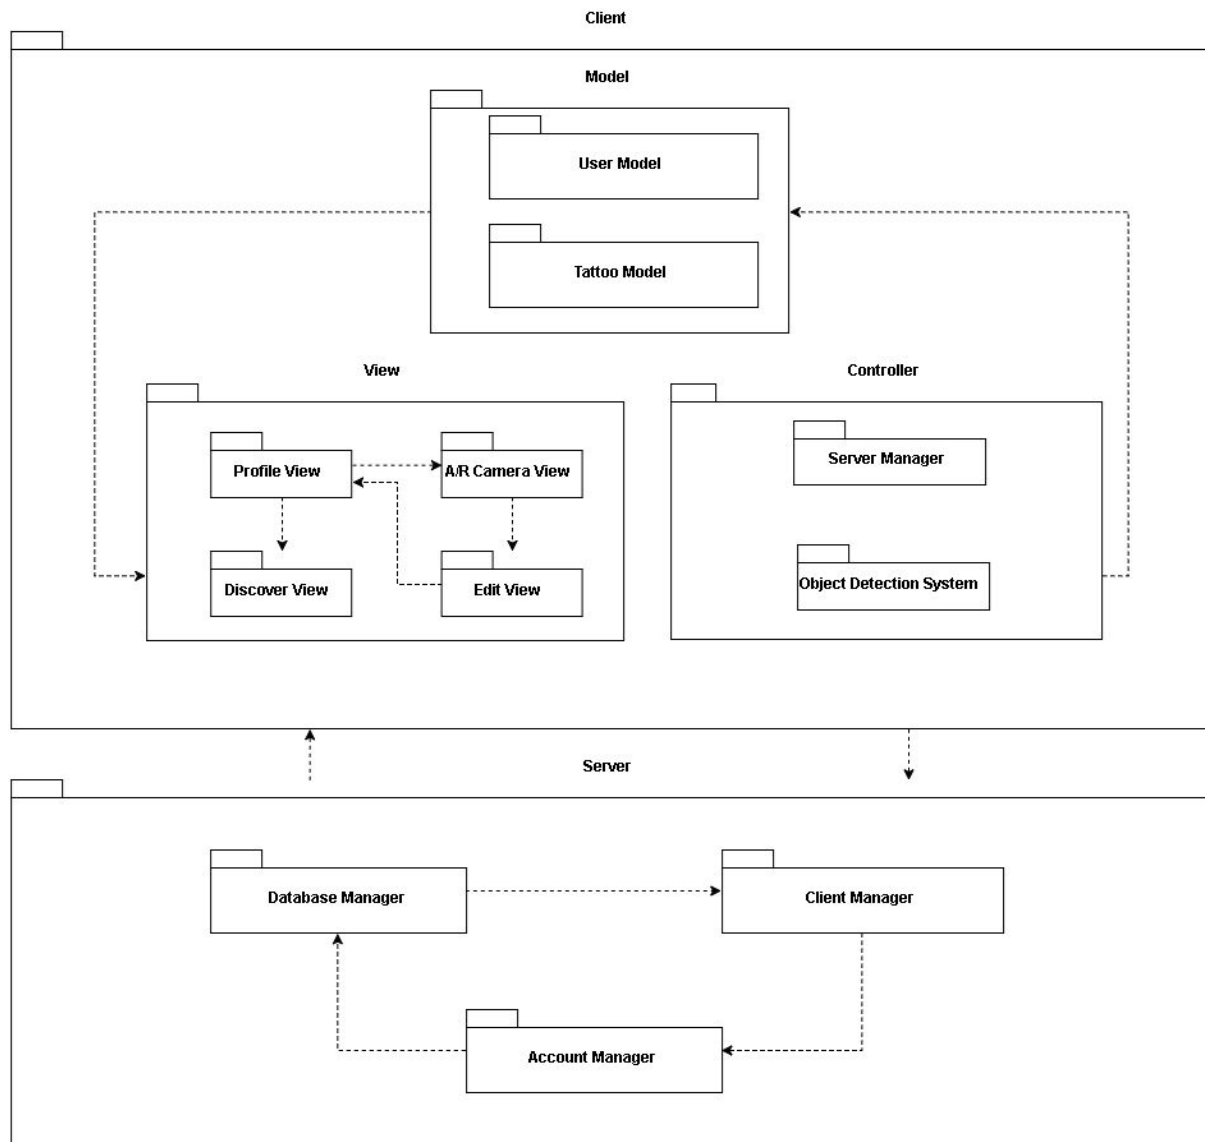 Client
Model
User Model
Tattoo Model
View
Controller
Profile View
A/R Camera View
Server Manager
Discover View
Edit View
Object Detection System
Server
Database Manager
Client Manager
Account Manager